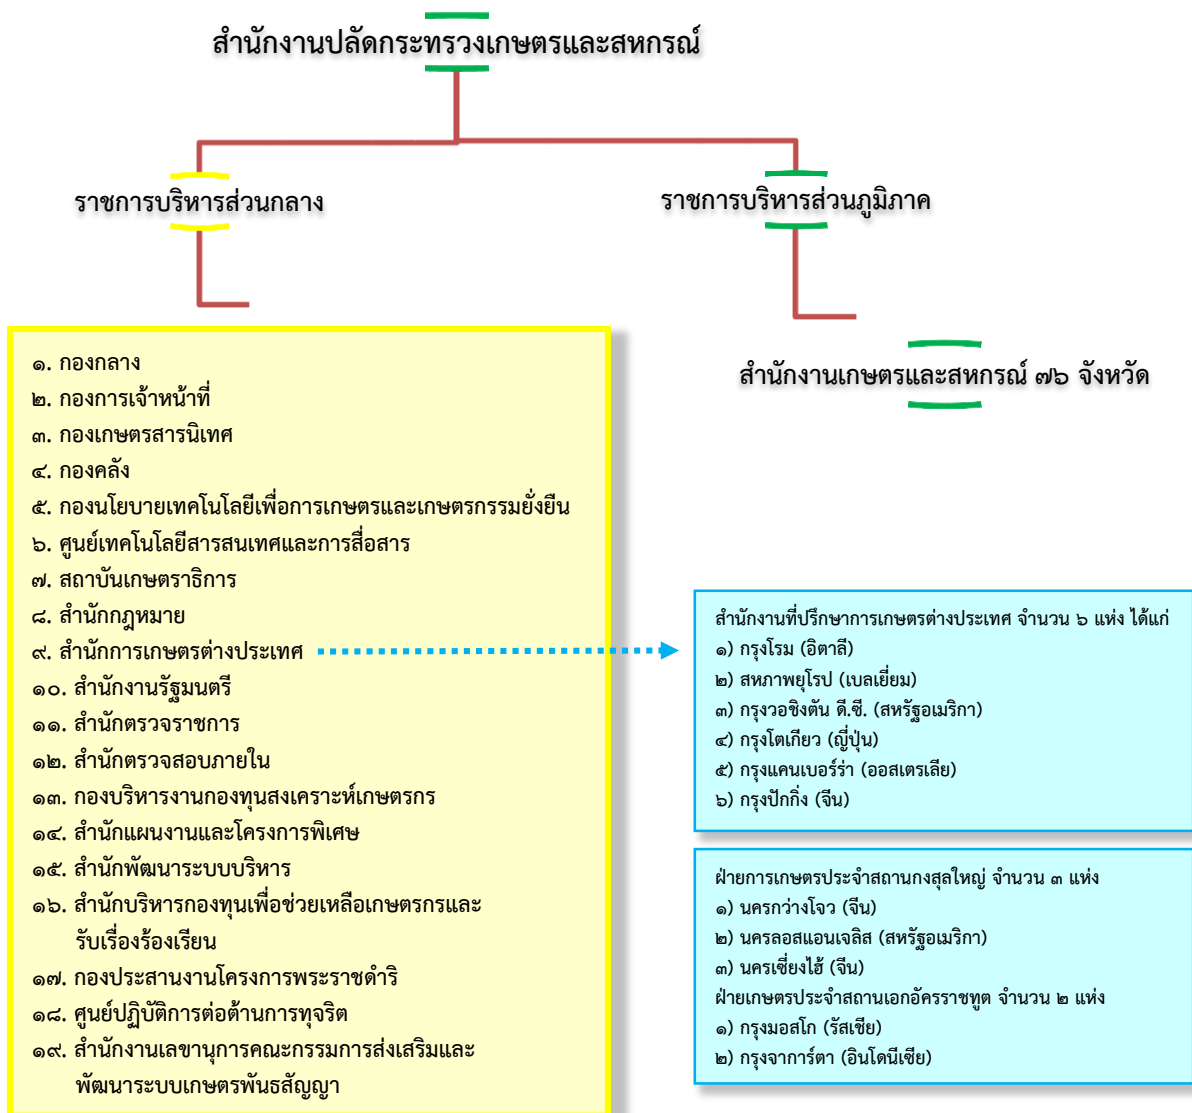 สำนักงานปลัดกระทรวงเกษตรและสหกรณ์
ราชการบริหารส่วนกลาง
ราชการบริหารส่วนภูมิภาค
สำนักงานเกษตรและสหกรณ์ ๗๖ จังหวัด
๑. กองกลาง
๒. กองการเจ้าหน้าที่
๓. กองเกษตรสารนิเทศ
๔. กองคลัง
๕. กองนโยบายเทคโนโลยีเพื่อการเกษตรและเกษตรกรรมยั่งยืน
๖. ศูนย์เทคโนโลยีสารสนเทศและการสื่อสาร
๗. สถาบันเกษตราธิการ
๘. สำนักกฎหมาย
๙. สำนักการเกษตรต่างประเทศ
๑๐. สำนักงานรัฐมนตรี
๑๑. สำนักตรวจราชการ
๑๒. สำนักตรวจสอบภายใน
๑๓. กองบริหารงานกองทุนสงเคราะห์เกษตรกร
๑๔. สำนักแผนงานและโครงการพิเศษ
๑๕. สำนักพัฒนาระบบบริหาร
๑๖. สำนักบริหารกองทุนเพื่อช่วยเหลือเกษตรกรและ
รับเรื่องร้องเรียน
๑๗. กองประสานงานโครงการพระราชดำริ
๑๘. ศูนย์ปฏิบัติการต่อต้านการทุจริต
๑๙. สำนักงานเลขานุการคณะกรรมการส่งเสริมและ
พัฒนาระบบเกษตรพันธสัญญา
สำนักงานที่ปรึกษาการเกษตรต่างประเทศ จำนวน ๖ แห่ง ได้แก่
๑) กรุงโรม (อิตาลี)
๒) สหภาพยุโรป (เบลเยี่ยม)
๓) กรุงวอชิงตัน ดี.ซี. (สหรัฐอเมริกา)
๔) กรุงโตเกียว (ญี่ปุ่น)
๕) กรุงแคนเบอร์ร่า (ออสเตรเลีย)
๖) กรุงปักกิ่ง (จีน)
ฝ่ายการเกษตรประจำสถานกงสุลใหญ่ จำนวน ๓ แห่ง
๑) นครกว่างโจว (จีน)
๒) นครลอสแอนเจลิส (สหรัฐอเมริกา)
๓) นครเซี่ยงไฮ้ (จีน)
ฝ่ายเกษตรประจำสถานเอกอัครราชทูต จำนวน ๒ แห่ง
๑) กรุงมอสโก (รัสเซีย)
๒) กรุงจาการ์ตา (อินโดนีเซีย)